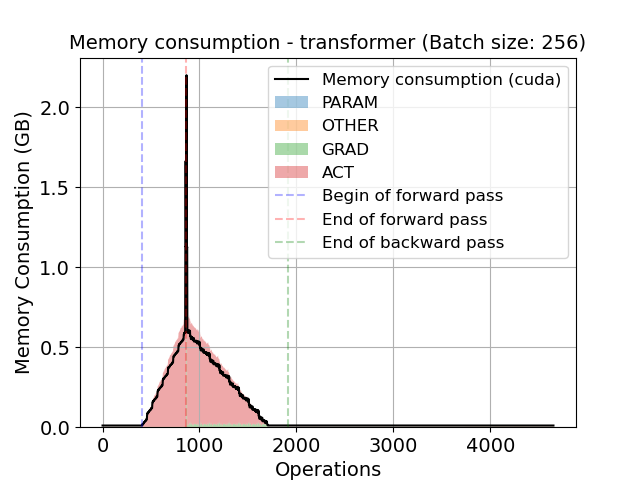 Memory consumption - transformer (Batch size: 256)
Memory Consumption (GB)
2.0
1.5
1.0
0.5
0.0
Memory consumption (cuda)
PARAM
OTHER
GRAD
ACT
Begin of forward pass
End of forward pass
End of backward pass
0 1000 2000 3000 4000
Operations